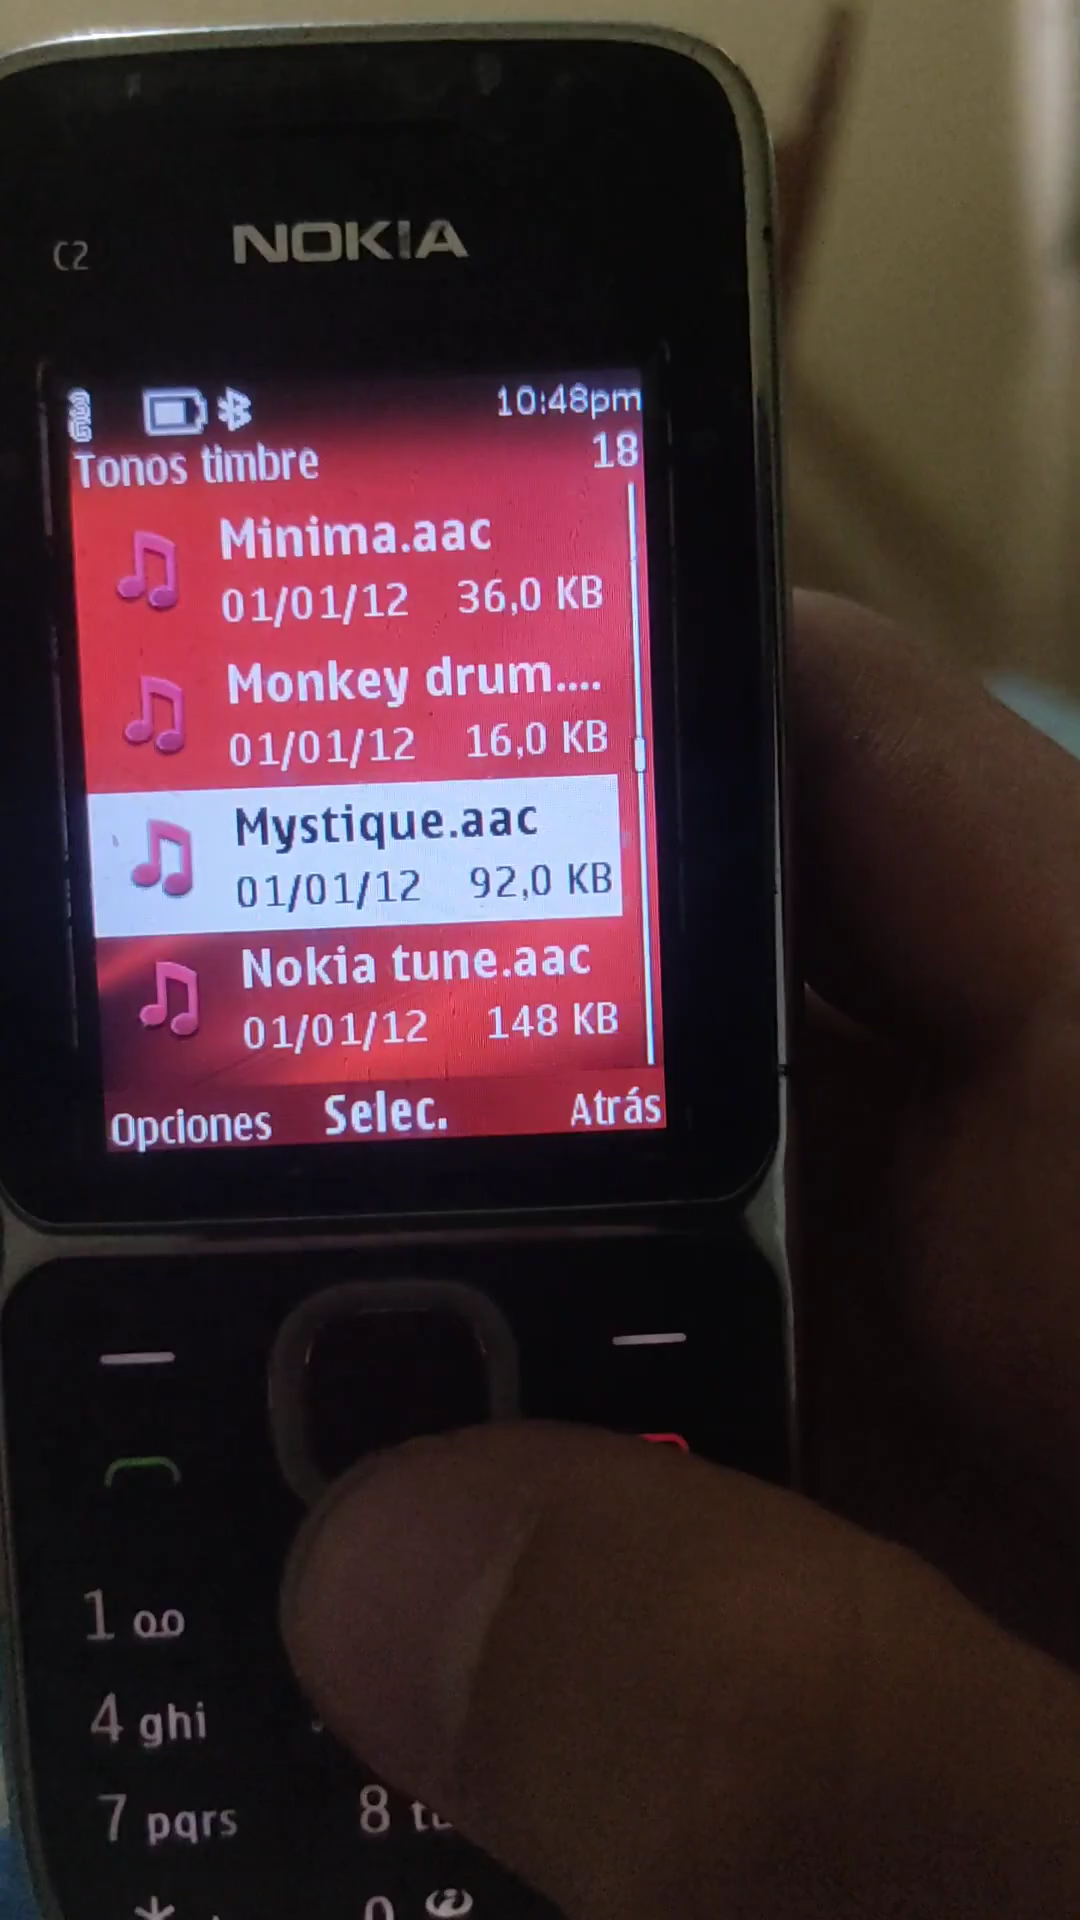 C2 NOKIA
10:48pm
Tonos timbre 18
Minima.aac
01/01/12 36,0 KB
Monkey drum....
01/01/12 16,0 KB
Mystique.aac
01/01/12 92,0 KB
Nokia tune.aac
01/01/12 148 KB
Opciones Selec. Atrás
1
4 ghi
7 pqrs 8
*